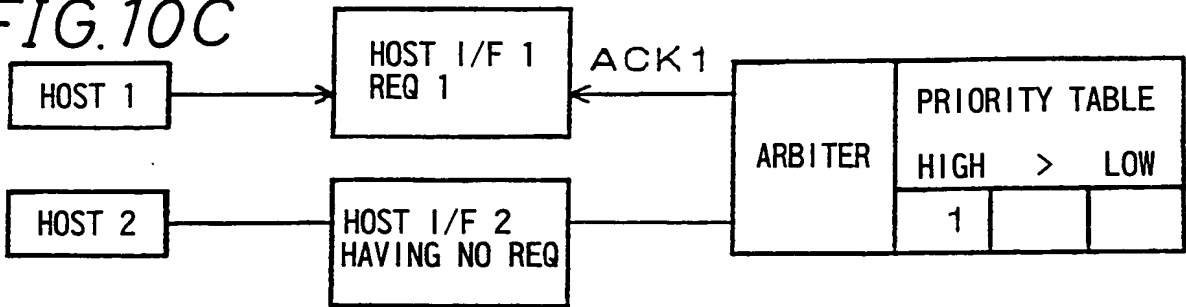 FIG. 10C
HOST 1
HOST I/F 1
REQ 1
ACK1
ARBITER
PRIORITY TABLE
HIGH > LOW
1
HOST 2
HOST I/F 2
HAVING NO REQ